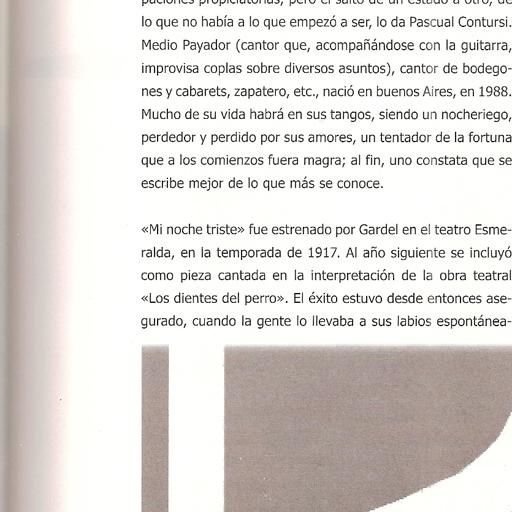 paciones propiciatorias, pero el salto de un estado a otro, de
lo que no había a lo que empezó a ser, lo da Pascual Contursi.
Medio Payador (cantor que, acompañándose con la guitarra,
improvisa coplas sobre diversos asuntos), cantor de bodego-
nes y cabarets, zapatero, etc., nació en buenos Aires, en 1988.
Mucho de su vida habrá en sus tangos, siendo un nocheriego,
perdedor y perdido por sus amores, un tentador de la fortuna
que a los comienzos fuera magra; al fin, uno constata que se
escribe mejor de lo que más se conoce.
«Mi noche triste» fue estrenado por Gardel en el teatro Esme-
ralda, en la temporada de 1917. Al año siguiente se incluyó
como pieza cantada en la interpretación de la obra teatral
«Los dientes del perro». El éxito estuvo desde entonces ase-
gurado, cuando la gente lo llevaba a sus labios espontánea-